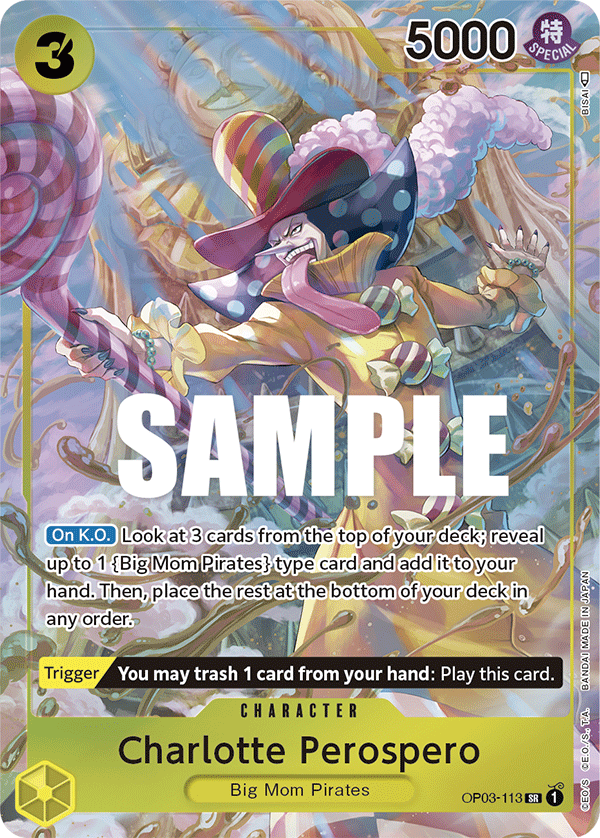 3
5000
特
SPECIAL
BISAI
SAMPLE
On K.O. Look at 3 cards from the top of your deck; reveal
up to 1 {Big Mom Pirates} type card and add it to your
hand. Then, place the rest at the bottom of your deck in
any order.
Trigger You may trash 1 card from your hand: Play this card.
CHARACTER
Charlotte Perospero
Big Mom Pirates
OP03-113 SR 1
©EO/S ©E.O./S., T.A. BANDAI MADE IN JAPAN